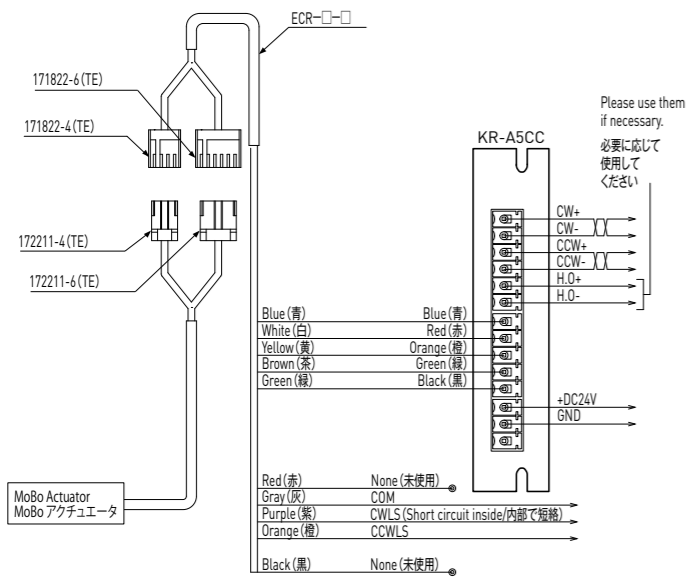 ECR-□-□
171822-6(TE)
171822-4(TE)
172211-4(TE)
172211-6(TE)
Please use them
if necessary.
必要に応じて
使用して
ください
KR-A5CC
CW+
CW-
CCW+
CCW-
H.O+
H.O-
Blue(青) Blue(青)
White(白) Red(赤)
Yellow(黄) Orange(橙)
Brown(茶) Green(緑)
Green(緑) Black(黒)
+DC24V
GND
MoBo Actuator
MoBo アクチュエータ
Red(赤) None(未使用)
Gray(灰) COM
Purple(紫) CWLS(Short circuit inside/内部で短絡)
Orange(橙) CCWLS
Black(黒) None(未使用)